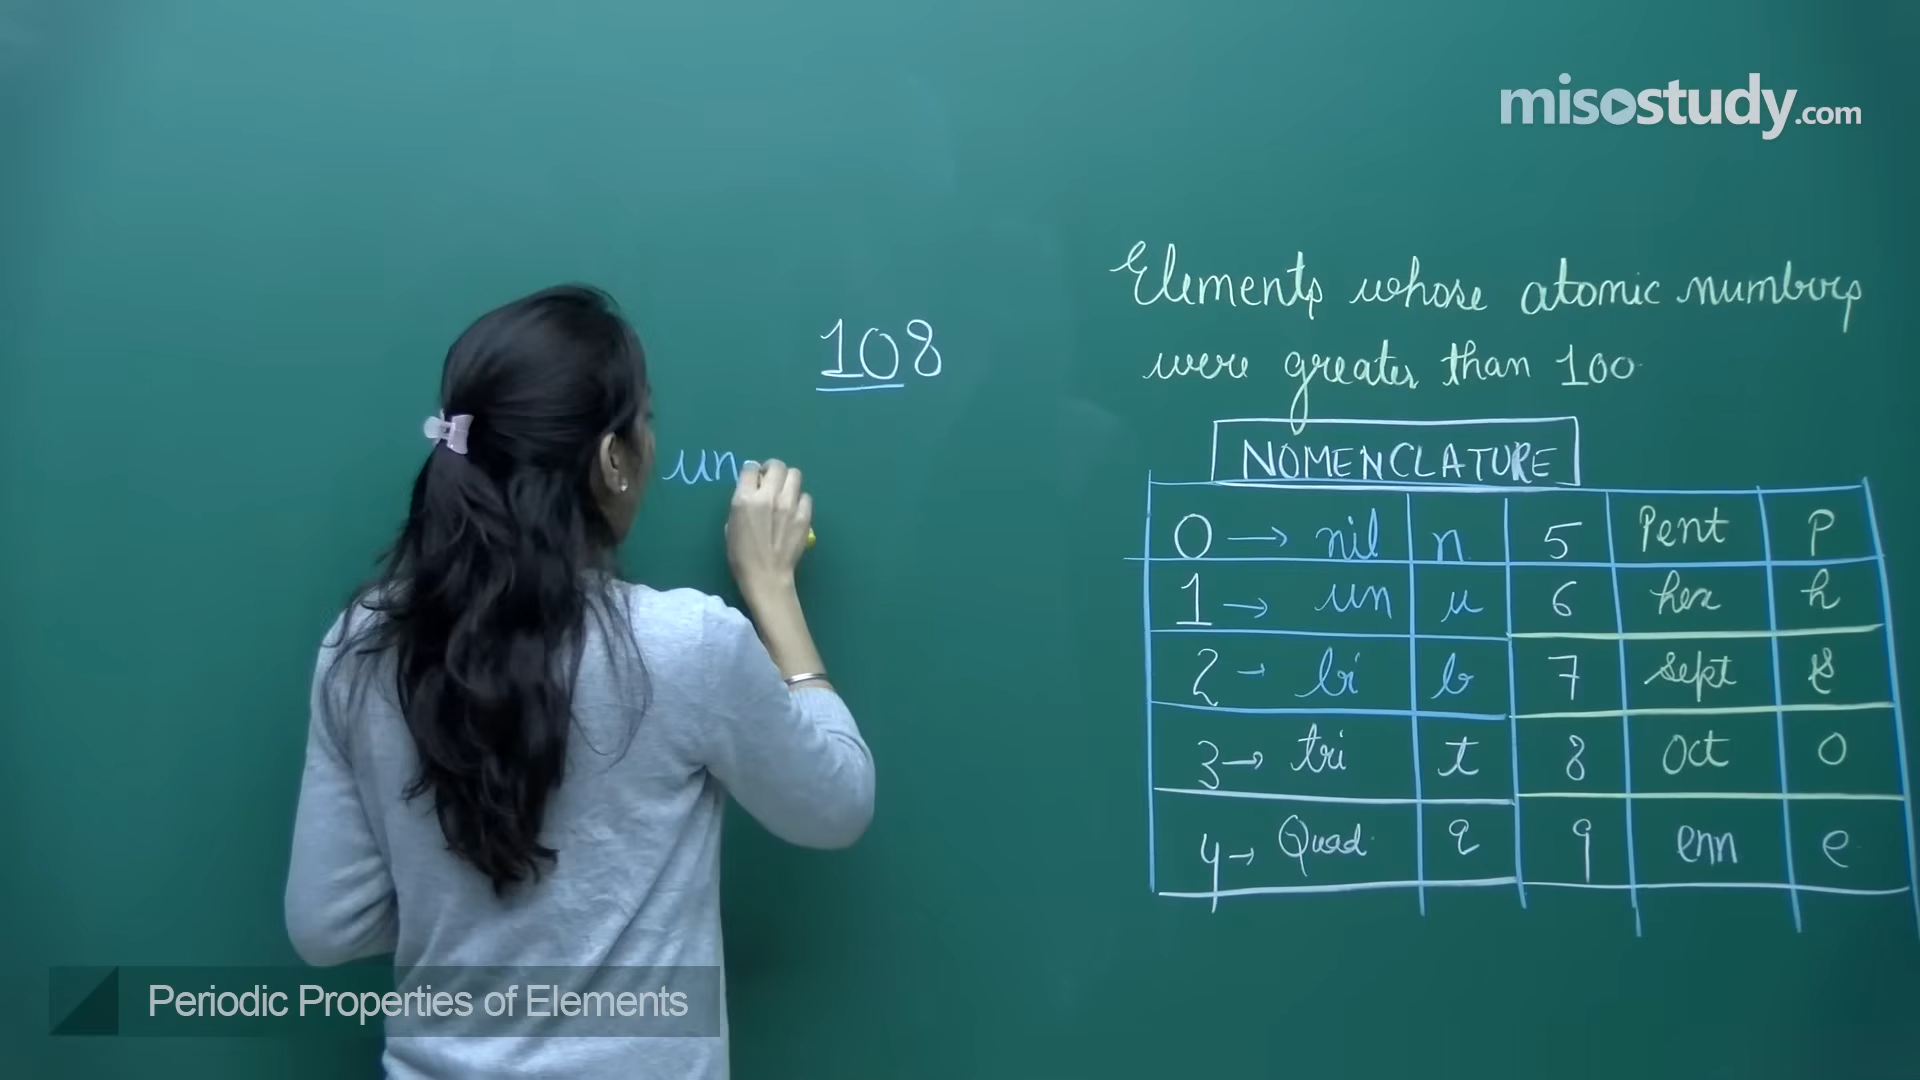 misostudy.com
Elements whose atomic numbers
were greater than 100
108
un
NOMENCLATURE
0 → nil n 5 Pent P
1 → un u 6 hex h
2 → bi b 7 sept s
3 → tri t 8 Oct O
4 → Quad q 9 enn e
Periodic Properties of Elements